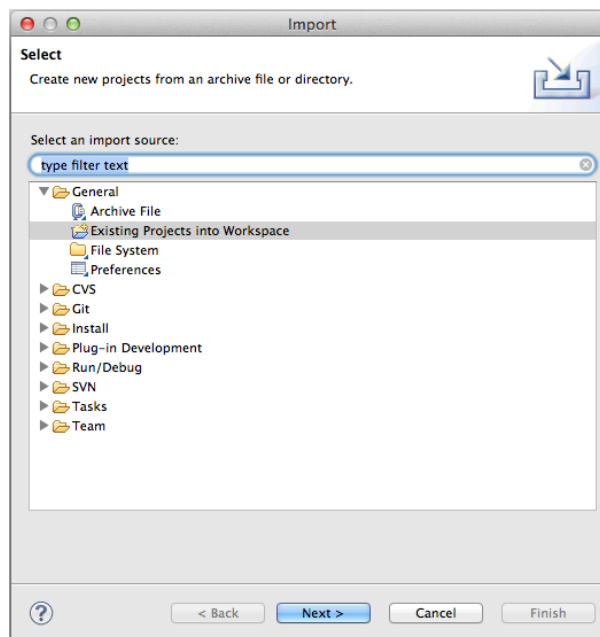 Import
Select
Create new projects from an archive file or directory.
Select an import source:
type filter text
General
Archive File
Existing Projects into Workspace
File System
Preferences
CVS
Git
Install
Plug-in Development
Run/Debug
SVN
Tasks
Team
? < Back Next > Cancel Finish